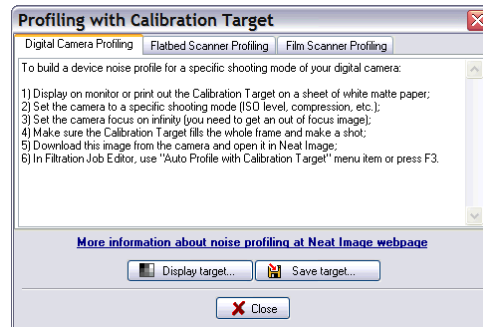 Profiling with Calibration Target
Digital Camera Profiling Flatbed Scanner Profiling Film Scanner Profiling
To build a device noise profile for a specific shooting mode of your digital camera:
1) Display on monitor or print out the Calibration Target on a sheet of white matte paper;
2) Set the camera to a specific shooting mode (ISO level, compression, etc.);
3) Set the camera focus on infinity (you need to get an out of focus image);
4) Make sure the Calibration Target fills the whole frame and make a shot;
5) Download this image from the camera and open it in Neat Image;
6) In Filtration Job Editor, use "Auto Profile with Calibration Target" menu item or press F3.
More information about noise profiling at Neat Image webpage
Display target... Save target...
Close